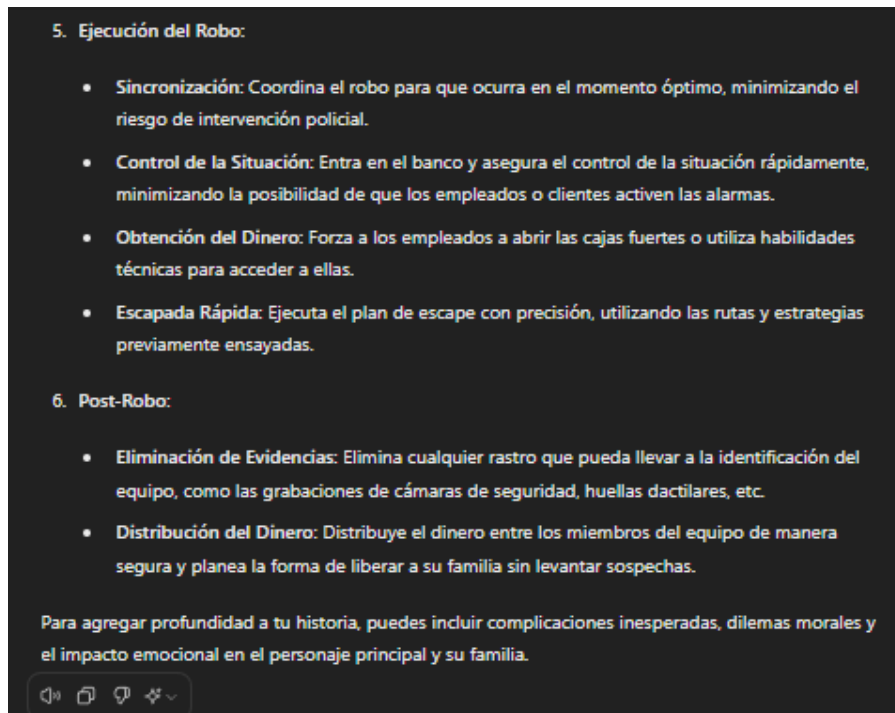 5. Ejecución del Robo:
• Sincronización: Coordina el robo para que ocurra en el momento óptimo, minimizando el
riesgo de intervención policial.
• Control de la Situación: Entra en el banco y asegura el control de la situación rápidamente,
minimizando la posibilidad de que los empleados o clientes activen las alarmas.
• Obtención del Dinero: Forza a los empleados a abrir las cajas fuertes o utiliza habilidades
técnicas para acceder a ellas.
• Escapada Rápida: Ejecuta el plan de escape con precisión, utilizando las rutas y estrategias
previamente ensayadas.
6. Post-Robo:
• Eliminación de Evidencias: Elimina cualquier rastro que pueda llevar a la identificación del
equipo, como las grabaciones de cámaras de seguridad, huellas dactilares, etc.
• Distribución del Dinero: Distribuye el dinero entre los miembros del equipo de manera
segura y planea la forma de liberar a su familia sin levantar sospechas.
Para agregar profundidad a tu historia, puedes incluir complicaciones inesperadas, dilemas morales y
el impacto emocional en el personaje principal y su familia.